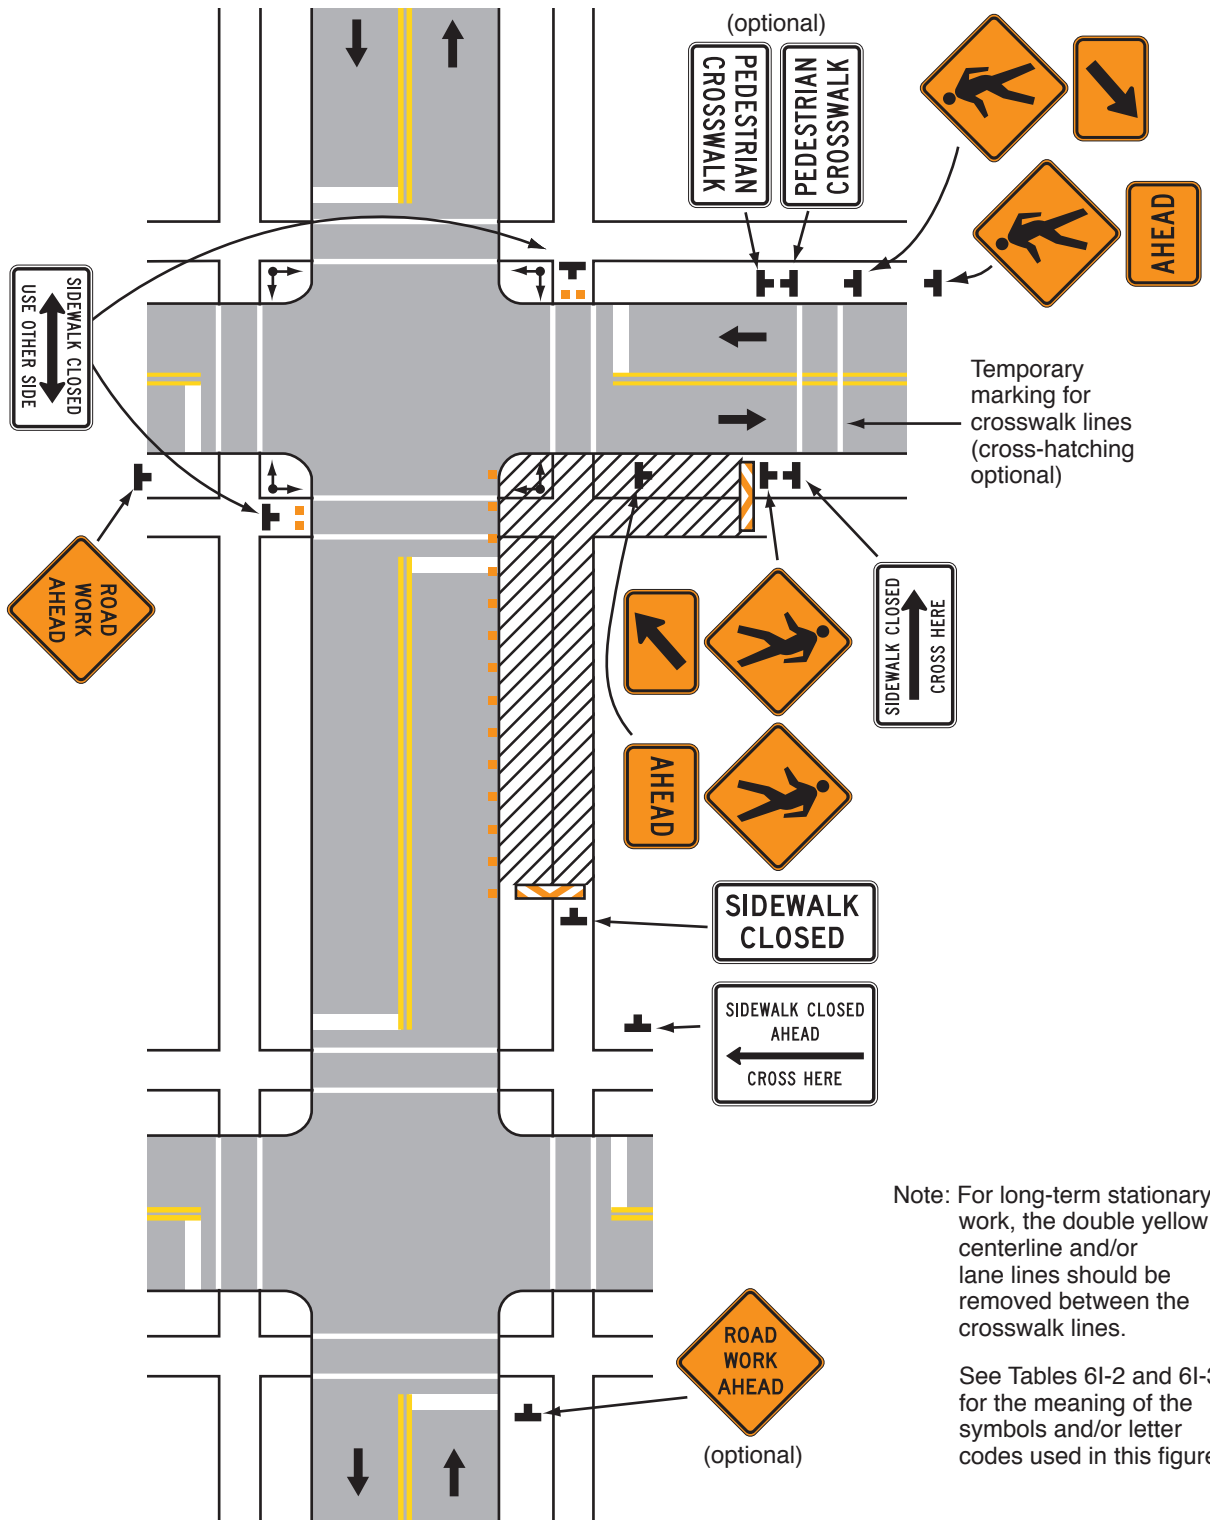 (optional)
PEDESTRIAN
CROSSWALK
PEDESTRIAN
CROSSWALK
AHEAD
SIDEWALK CLOSED
USE OTHER SIDE
Temporary
marking for
crosswalk lines
(cross-hatching
optional)
ROAD
WORK
AHEAD
SIDEWALK CLOSED
CROSS HERE
AHEAD
SIDEWALK
CLOSED
SIDEWALK CLOSED
AHEAD
CROSS HERE
Note: For long-term stationary
work, the double yellow
centerline and/or
lane lines should be
removed between the
crosswalk lines.
See Tables 6I-2 and 6I-3
for the meaning of the
symbols and/or letter
codes used in this figure
ROAD
WORK
AHEAD
(optional)